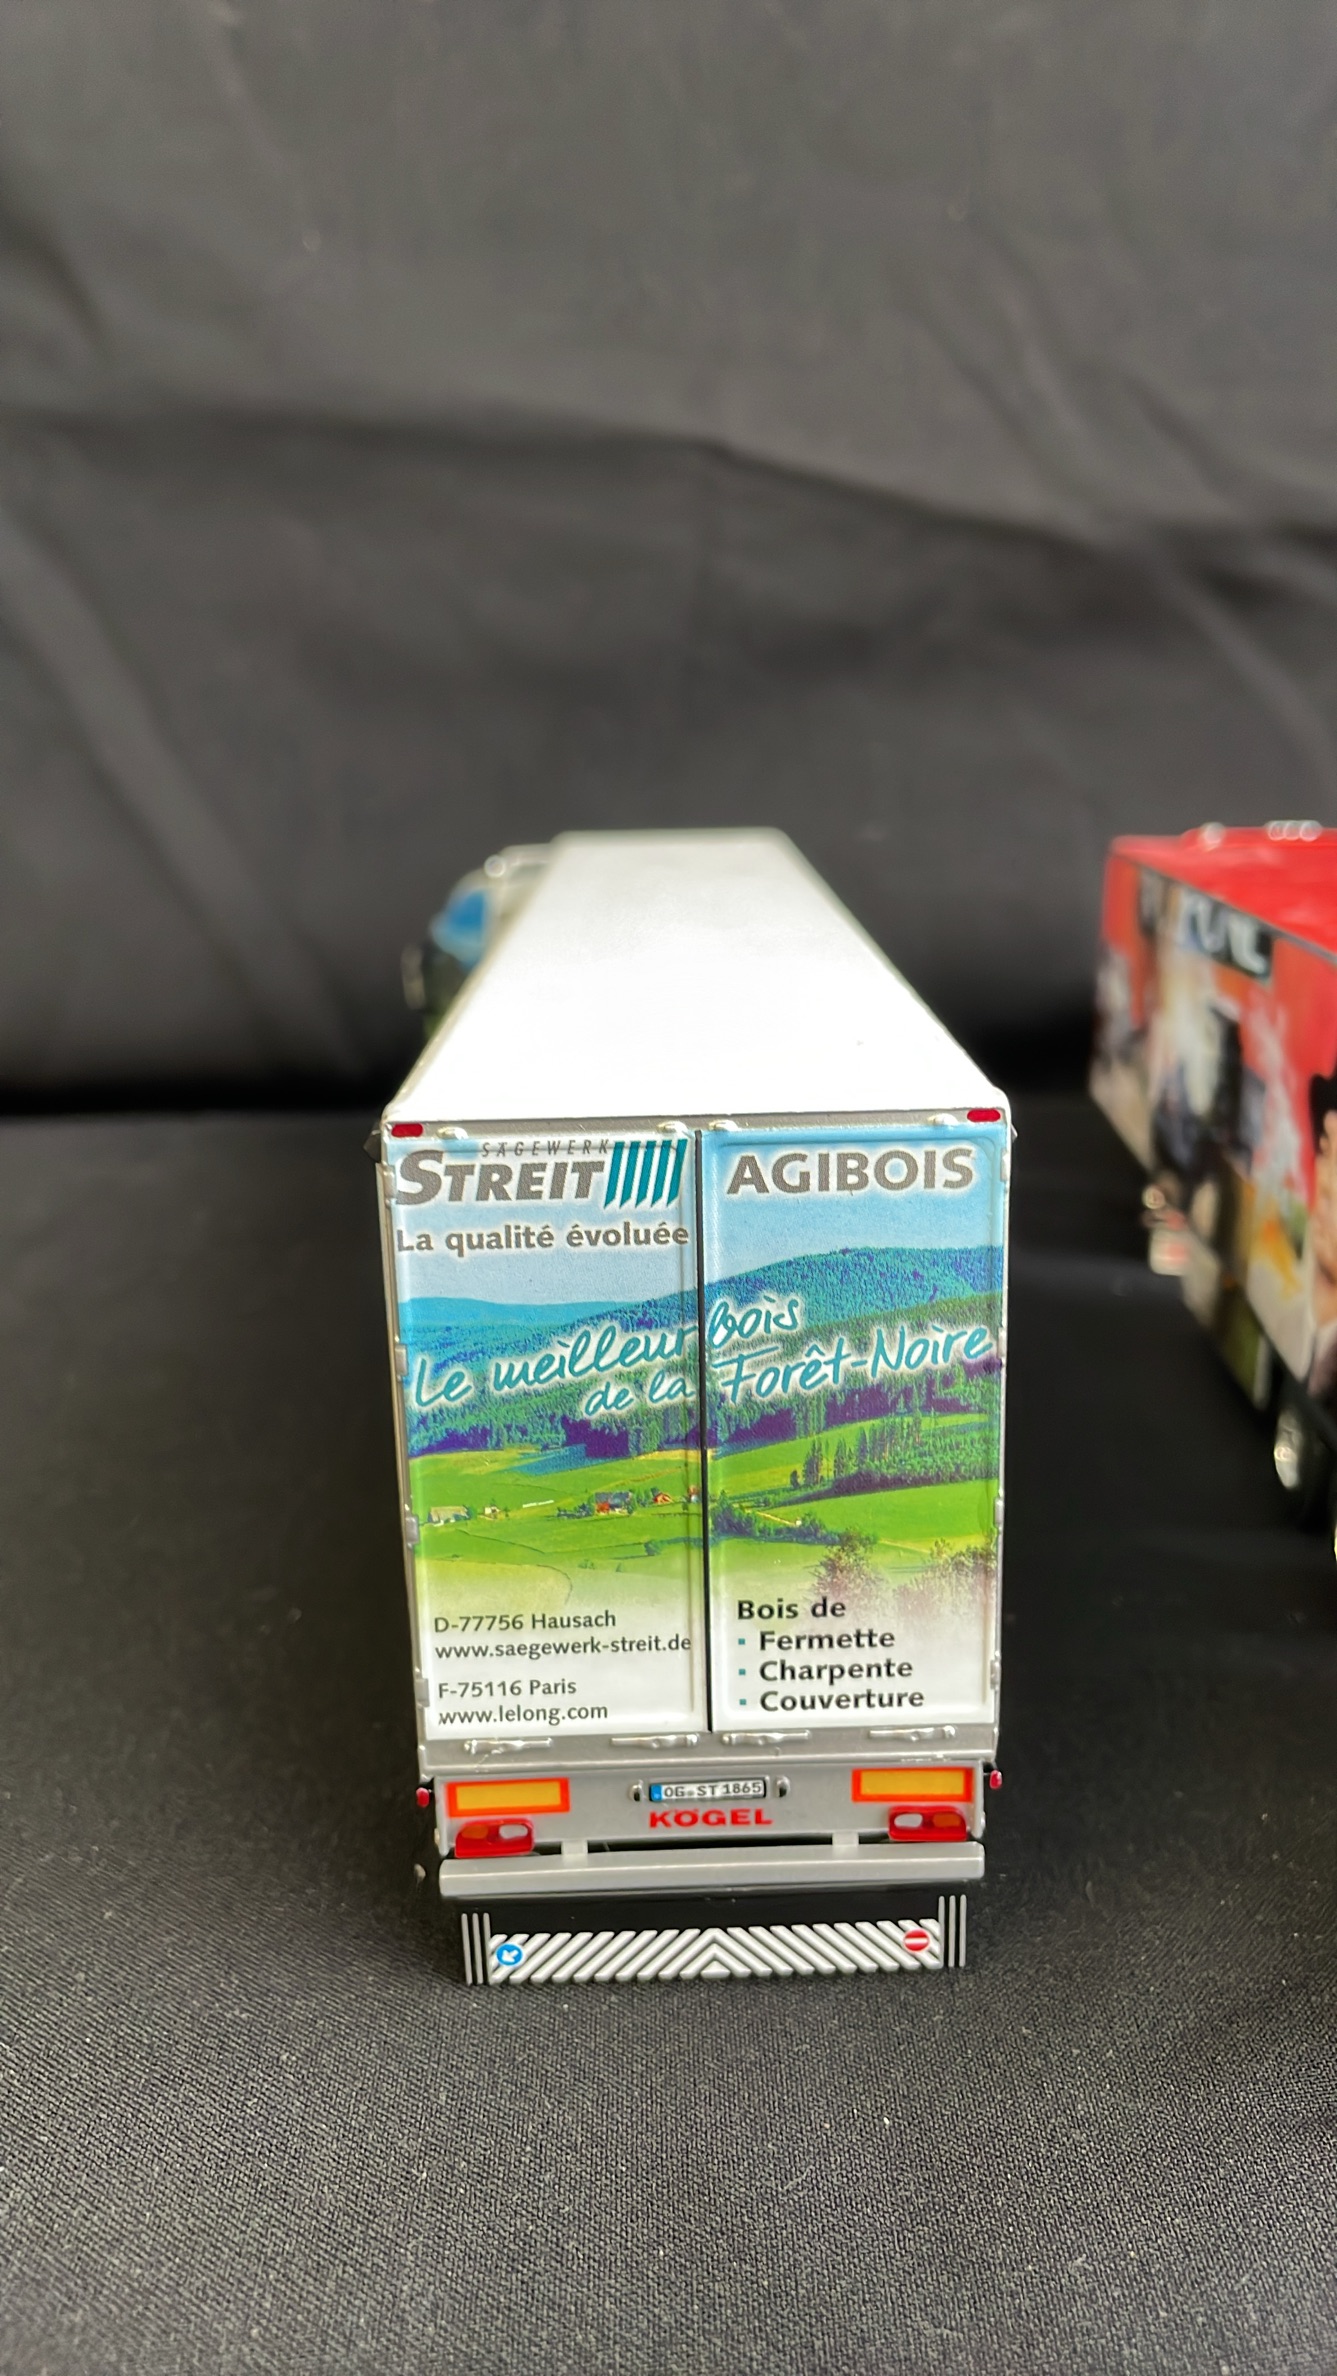 SÄGEWERK
STREIT
La qualité évoluée
AGIBOIS
Le meilleur bois
de la Forêt-Noire
D-77756 Hausach
www.saegewerk-streit.de
F-75116 Paris
www.lelong.com
Bois de
▪ Fermette
▪ Charpente
▪ Couverture
OG ST 1865
KÖGEL